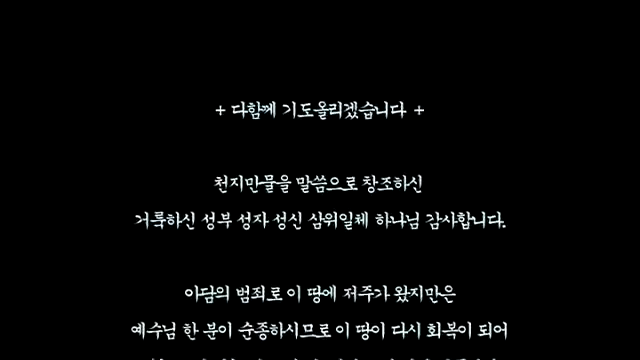 + 다함께 기도올리겠습니다 +
천지만물을 말씀으로 창조하신
거룩하신 성부 성자 성신 삼위일체 하나님 감사합니다.
아담의 범죄로 이 땅에 저주가 왔지만은
예수님 한 분이 순종하시므로 이 땅이 다시 회복이 되어